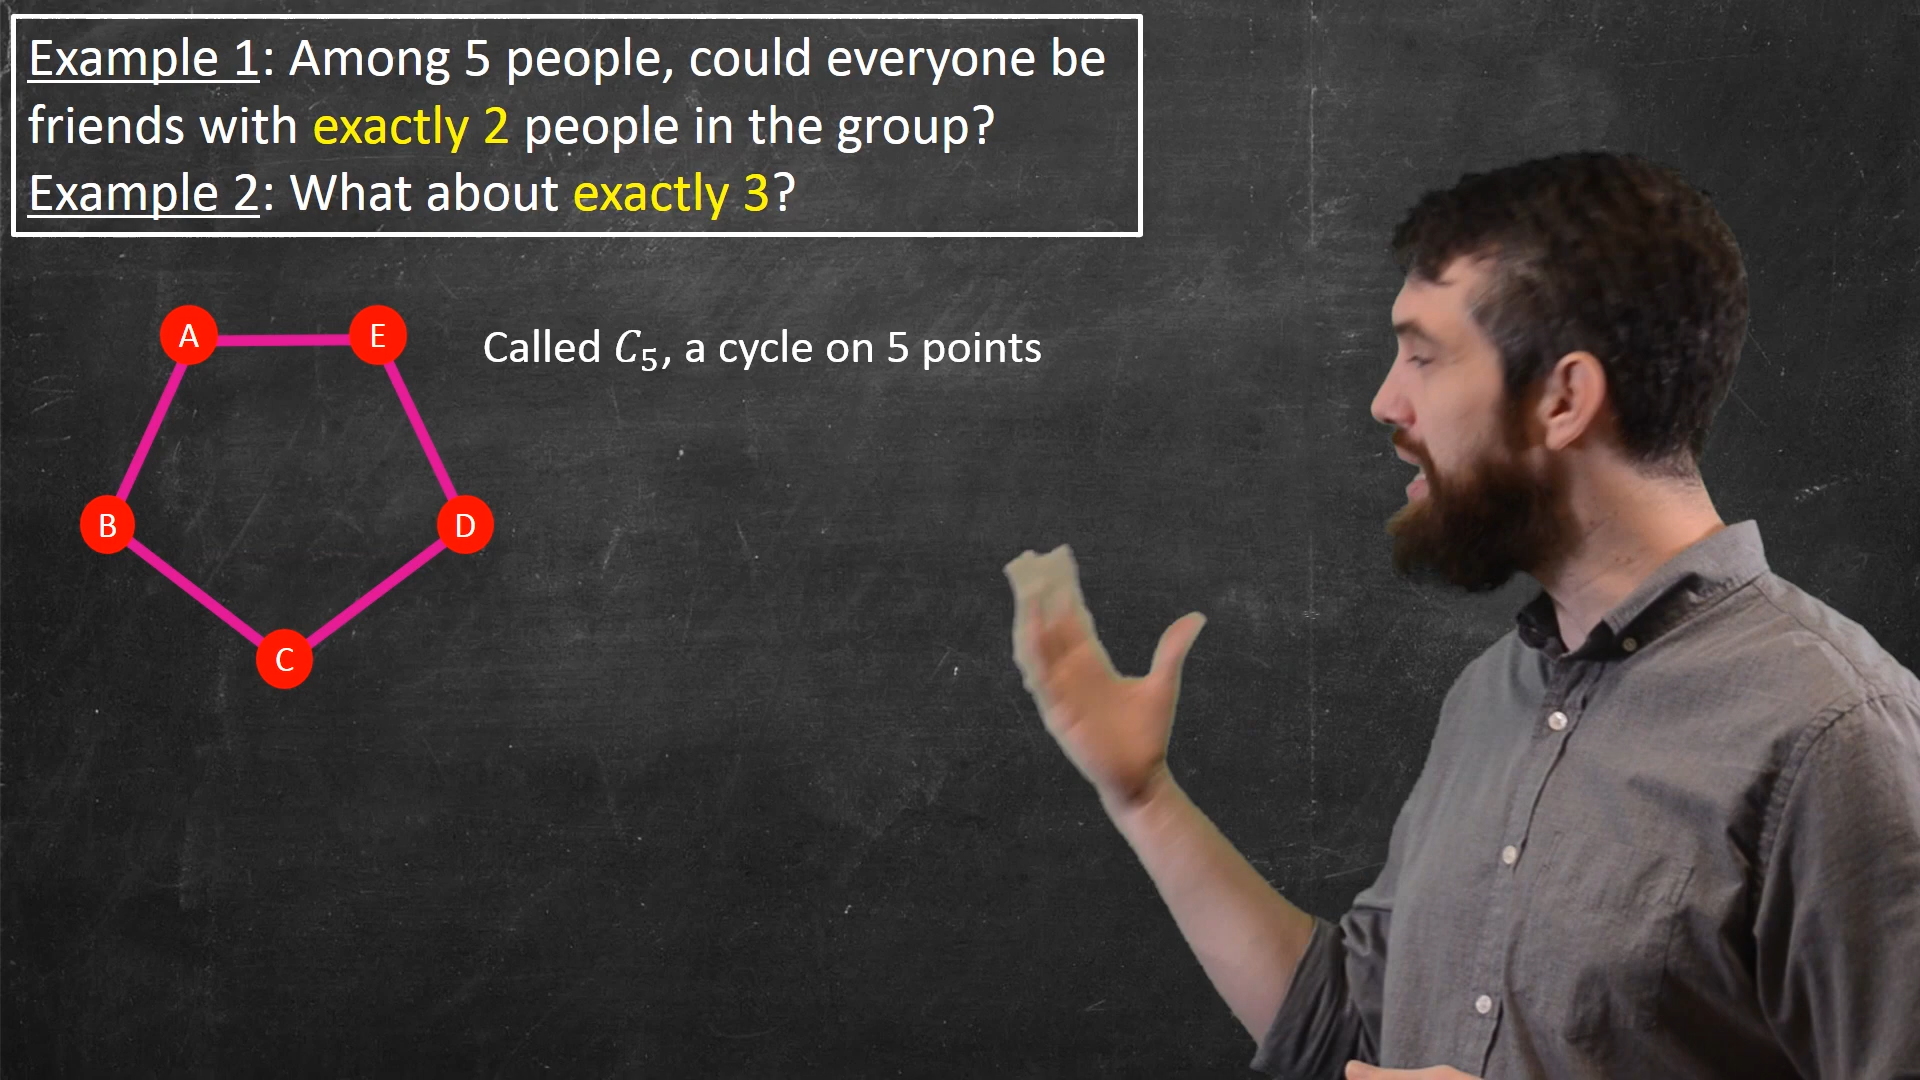 Example 1: Among 5 people, could everyone be
friends with exactly 2 people in the group?
Example 2: What about exactly 3?
A
E
Called C₅, a cycle on 5 points
B
D
C